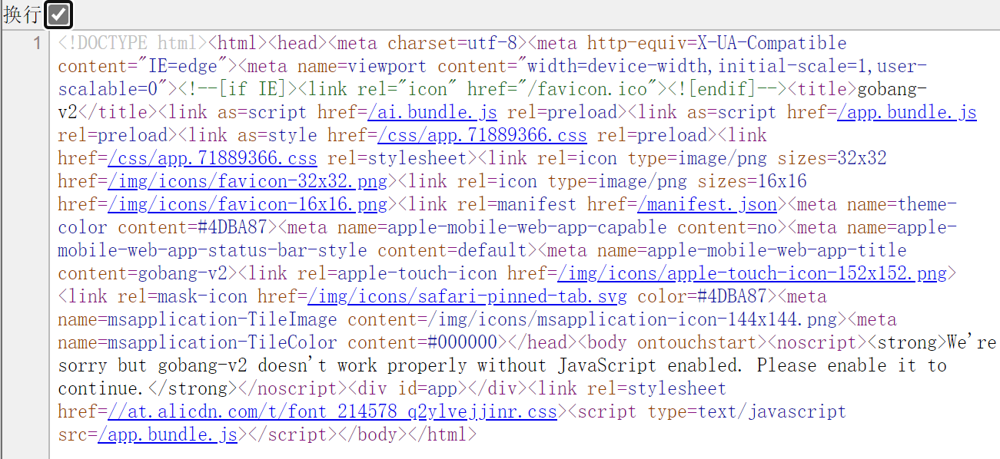 换行
1
<!DOCTYPE html><html><head><meta charset=utf-8><meta http-equiv=X-UA-Compatible
content="IE=edge"><meta name=viewport content="width=device-width,initial-scale=1,user-
scalable=0"><!--[if IE]><link rel="icon" href="/favicon.ico"><![endif]--><title>gobang-
v2</title><link as=script href=/ai.bundle.js rel=preload><link as=script href=/app.bundle.js
rel=preload><link as=style href=/css/app.71889366.css rel=preload><link
href=/css/app.71889366.css rel=stylesheet><link rel=icon type=image/png sizes=32x32
href=/img/icons/favicon-32x32.png><link rel=icon type=image/png sizes=16x16
href=/img/icons/favicon-16x16.png><link rel=manifest href=/manifest.json><meta name=theme-
color content=#4DBA87><meta name=apple-mobile-web-app-capable content=no><meta name=apple-
mobile-web-app-status-bar-style content=default><meta name=apple-mobile-web-app-title
content=gobang-v2><link rel=apple-touch-icon href=/img/icons/apple-touch-icon-152x152.png>
<link rel=mask-icon href=/img/icons/safari-pinned-tab.svg color=#4DBA87><meta
name=msapplication-TileImage content=/img/icons/msapplication-icon-144x144.png><meta
name=msapplication-TileColor content=#000000></head><body ontouchstart><noscript><strong>We're
sorry but gobang-v2 doesn't work properly without JavaScript enabled. Please enable it to
continue.</strong></noscript><div id=app></div><link rel=stylesheet
href=//at.alicdn.com/t/font_214578_q2ylvejjinr.css><script type=text/javascript
src=/app.bundle.js></script></body></html>